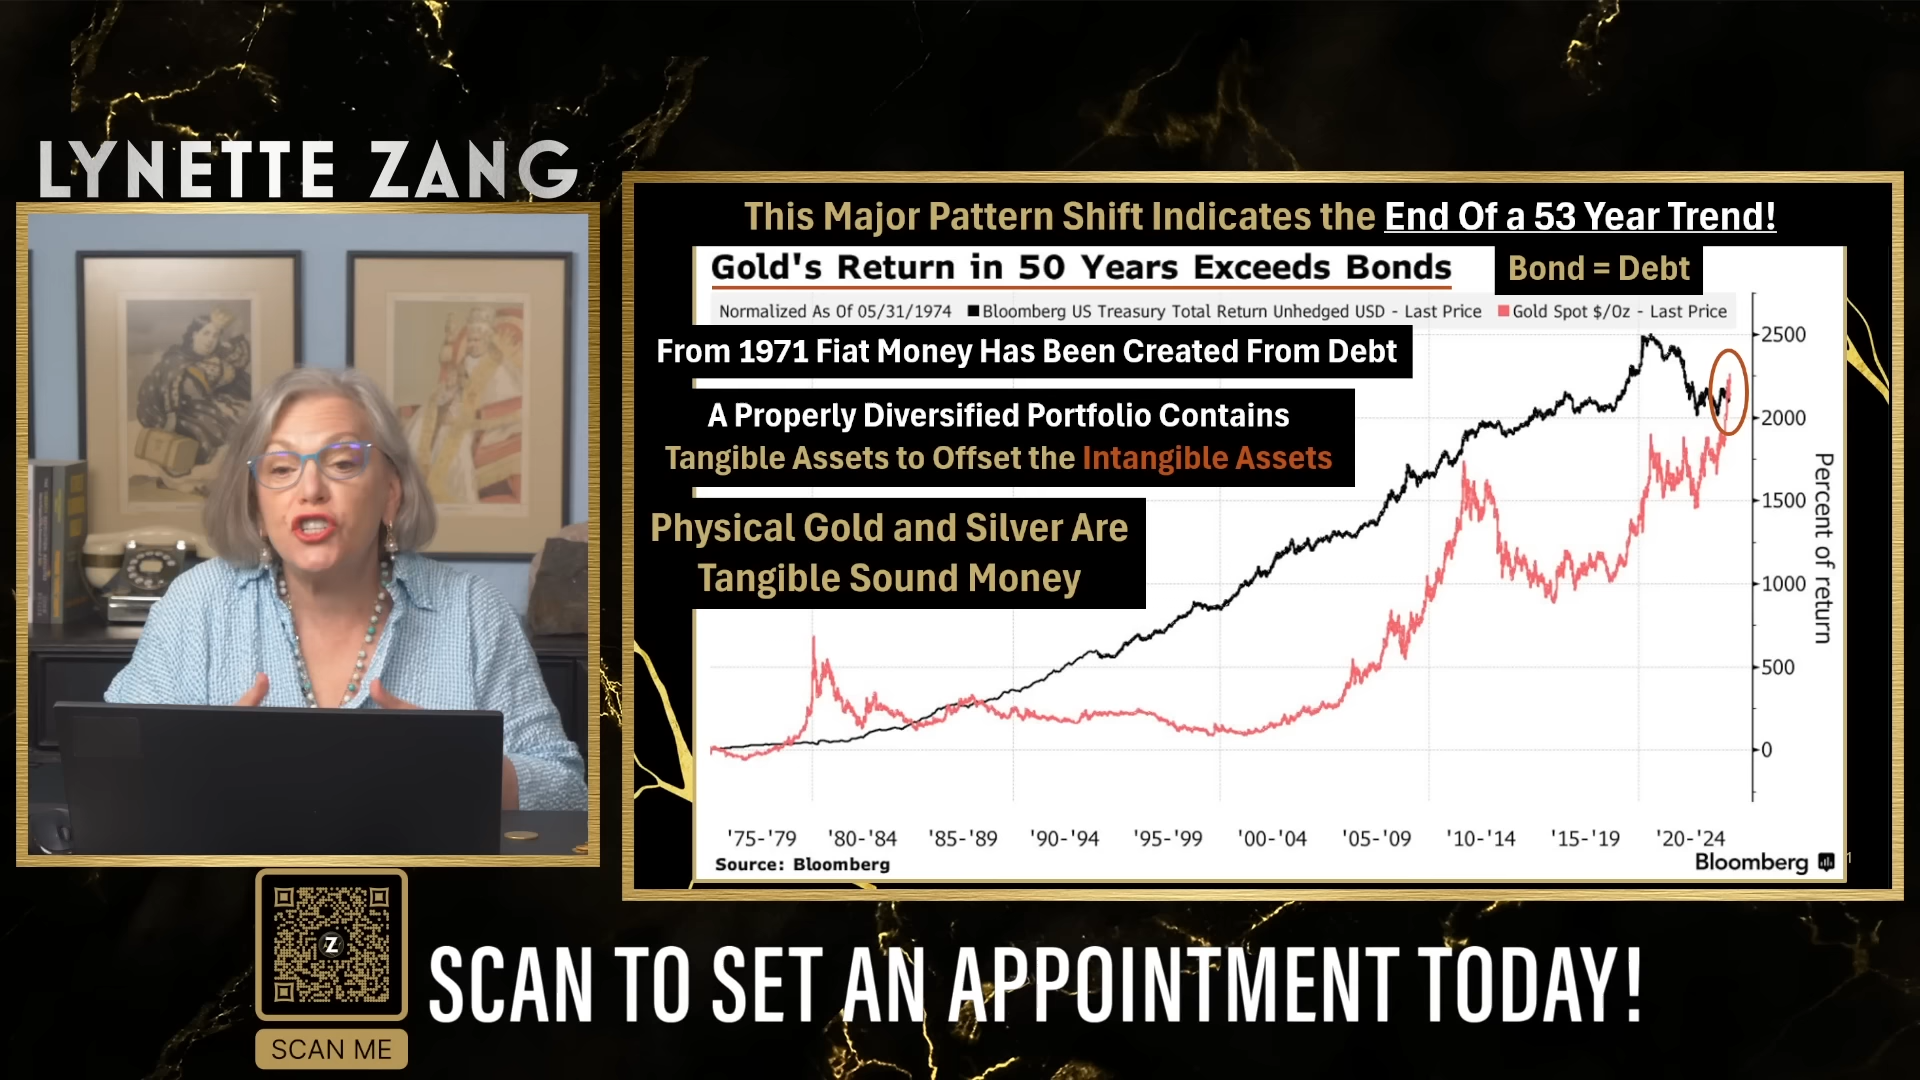 LYNETTE ZANG
This Major Pattern Shift Indicates the End Of a 53 Year Trend!
Gold's Return in 50 Years Exceeds Bonds
Bond = Debt
Normalized As Of 05/31/1974 Bloomberg US Treasury Total Return Unhedged USD - Last Price Gold Spot $/Oz - Last Price
From 1971 Fiat Money Has Been Created From Debt
A Properly Diversified Portfolio Contains
Tangible Assets to Offset the Intangible Assets
Physical Gold and Silver Are
Tangible Sound Money
2500
2000
1500
1000
500
0
Percent of return
'75-'79 '80-'84 '85-'89 '90-'94 '95-'99 '00-'04 '05-'09 '10-'14 '15-'19 '20-'24
Source: Bloomberg
Bloomberg
1
Z
SCAN ME
SCAN TO SET AN APPOINTMENT TODAY!